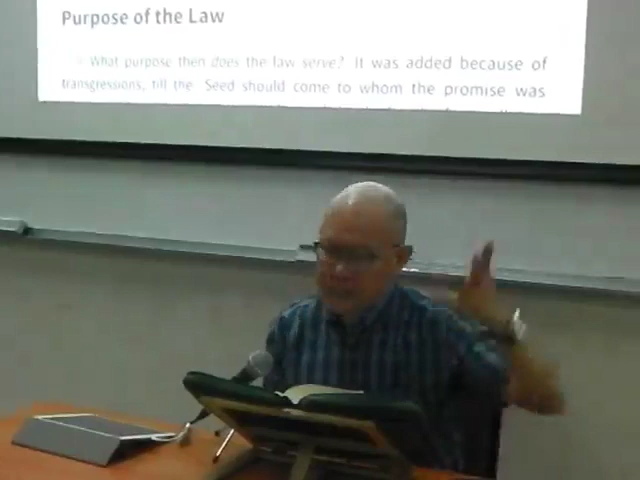 Purpose of the Law
What purpose then does the law serve? It was added because of
transgressions, till the Seed should come to whom the promise was